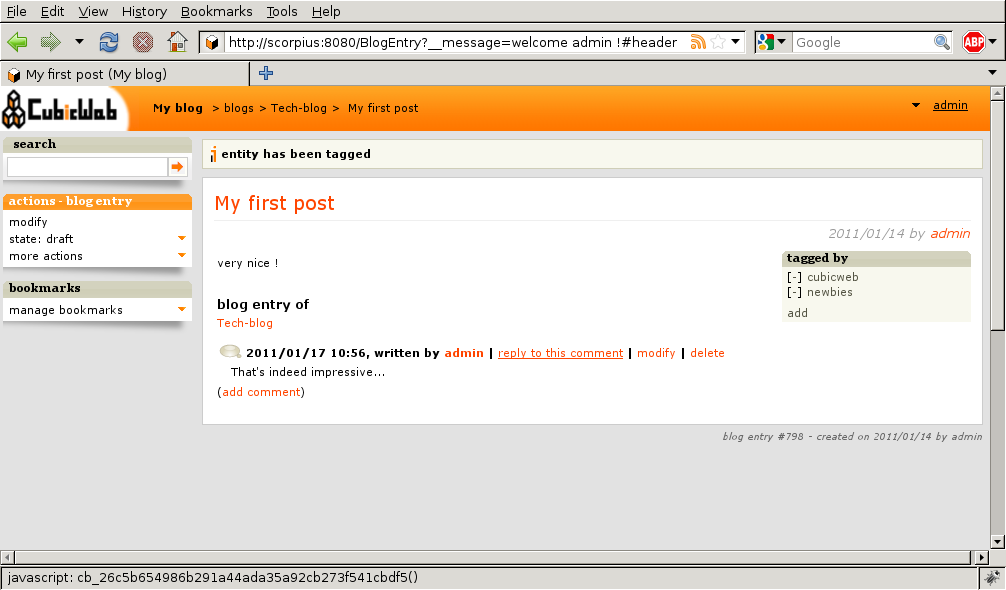 File Edit View History Bookmarks Tools Help
http://scorpius:8080/BlogEntry?__message=welcome admin !#header
Google
ABP
My first post (My blog)
CubicWeb
My blog > blogs > Tech-blog > My first post
admin
search
entity has been tagged
actions - blog entry
modify
state: draft
more actions
bookmarks
manage bookmarks
My first post
2011/01/14 by admin
tagged by
[-] cubicweb
[-] newbies
add
very nice !
blog entry of
Tech-blog
2011/01/17 10:56, written by admin | reply to this comment | modify | delete
That's indeed impressive...
(add comment)
blog entry #798 - created on 2011/01/14 by admin
javascript: cb_26c5b654986b291a44ada35a92cb273f541cbdf5()